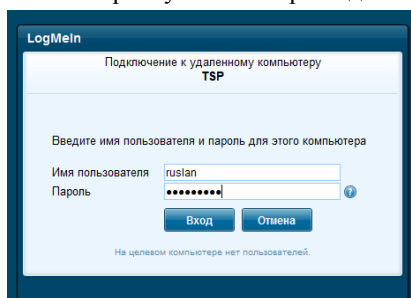 LogMeIn
Подключение к удаленному компьютеру
TSP
Введите имя пользователя и пароль для этого компьютера
Имя пользователя ruslan
Пароль •••••••••
Вход Отмена
На целевом компьютере нет пользователей.